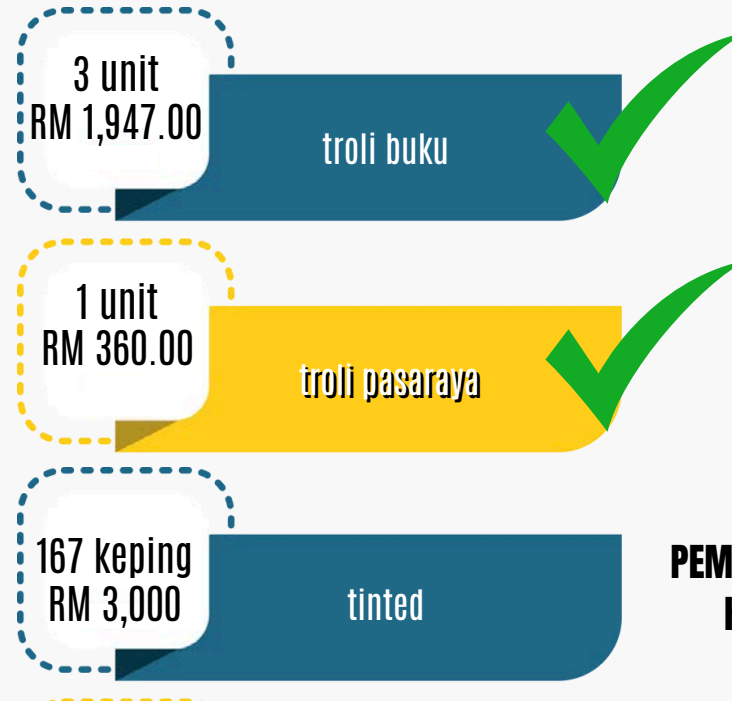 3 unit
RM 1,947.00
troli buku
1 unit
RM 360.00
troli pasaraya
167 keping
RM 3,000
tinted